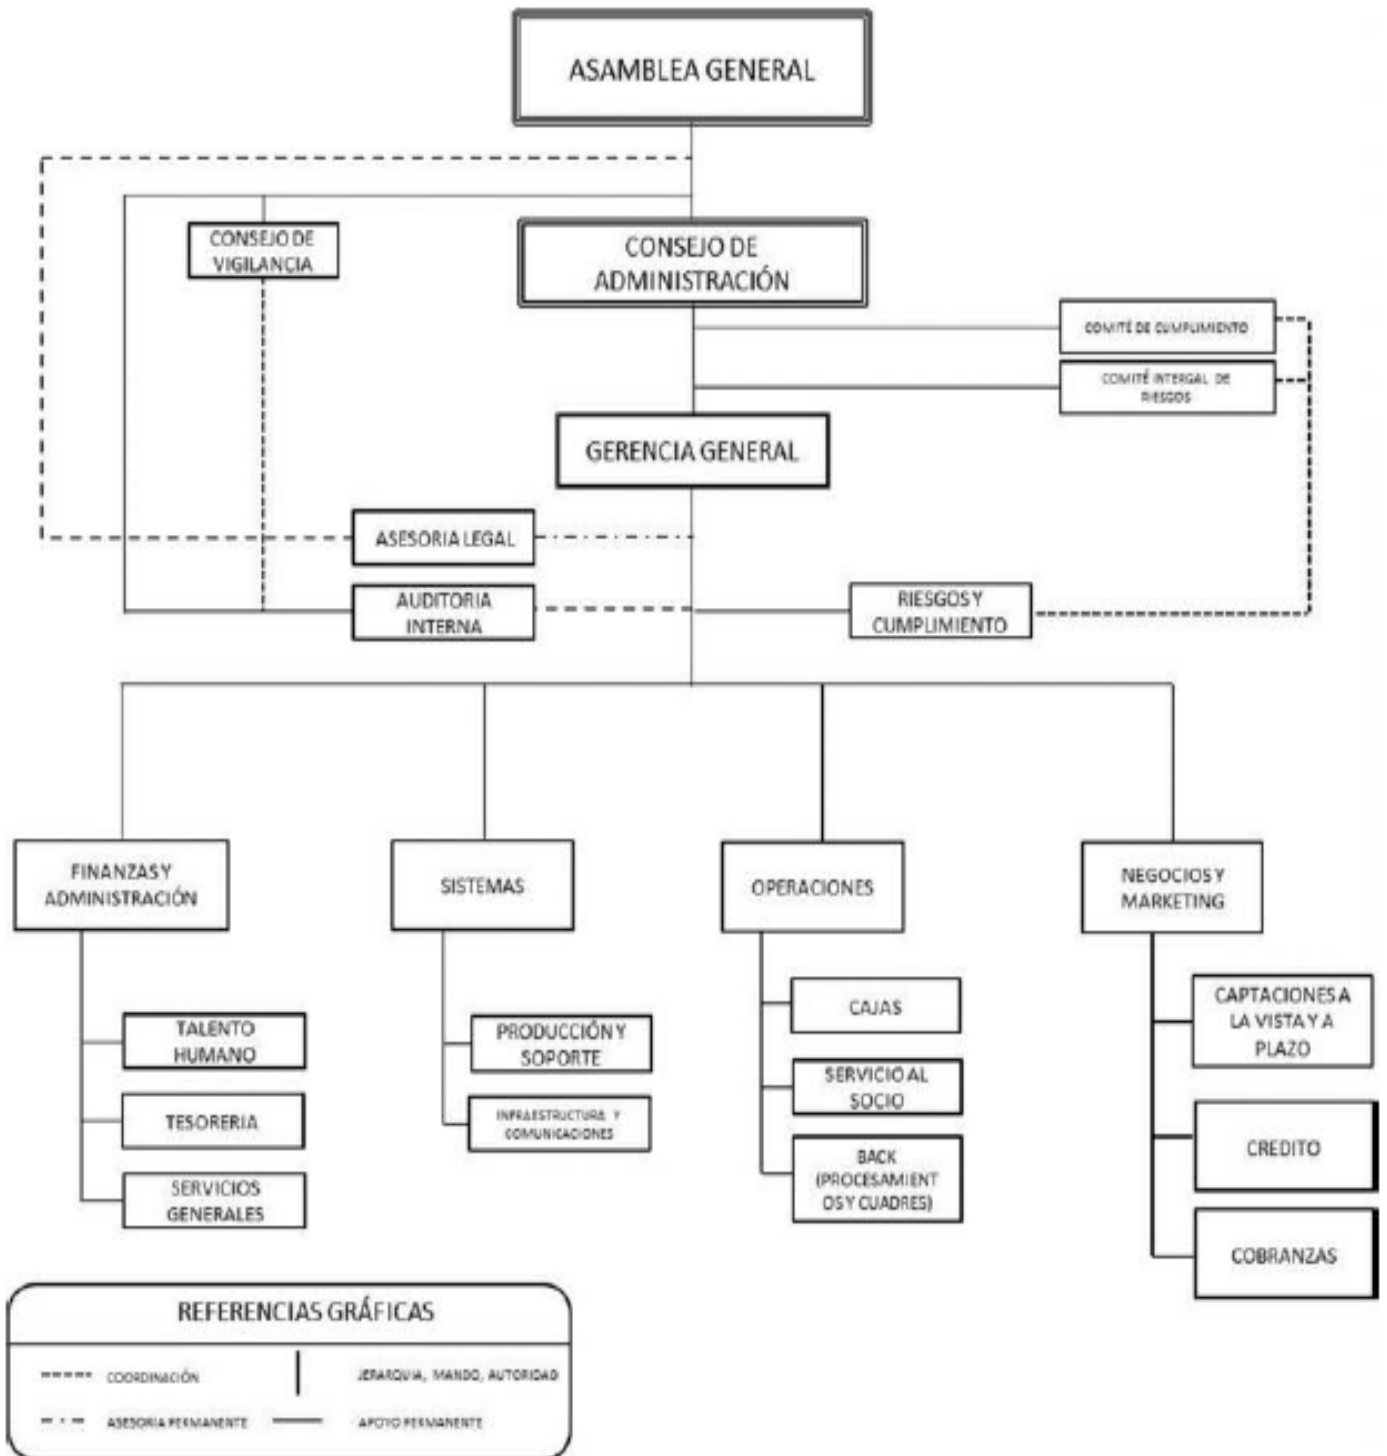 ASAMBLEA GENERAL
CONSEJO DE
VIGILANCIA
CONSEJO DE
ADMINISTRACIÓN
COMITÉ DE CUMPLIMIENTO
COMITÉ INTERGAL DE
RIESGOS
GERENCIA GENERAL
ASESORIA LEGAL
AUDITORIA
INTERNA
RIESGOS Y
CUMPLIMIENTO
FINANZAS Y
ADMINISTRACIÓN
TALENTO
HUMANO
TESORERIA
SERVICIOS
GENERALES
SISTEMAS
PRODUCCIÓN Y
SOPORTE
INFRAESTRUCTURA Y
COMUNICACIONES
OPERACIONES
CAJAS
SERVICIO AL
SOCIO
BACK
(PROCESAMIENT
OS Y CUADRES)
NEGOCIOS Y
MARKETING
CAPTACIONES A
LA VISTA Y A
PLAZO
CREDITO
COBRANZAS
REFERENCIAS GRÁFICAS
COORDINACIÓN
JERARQUIA, MANDO, AUTORIDAD
ASESORIA PERMANENTE
APOYO PERMANENTE